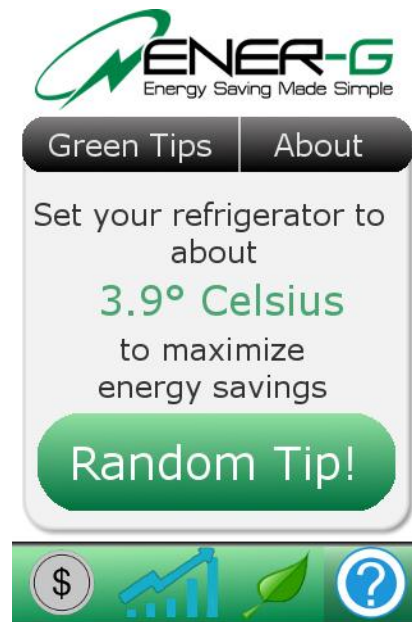 ENER-G
Energy Saving Made Simple
Green Tips About
Set your refrigerator to
about
3.9° Celsius
to maximize
energy savings
Random Tip!
$ ?